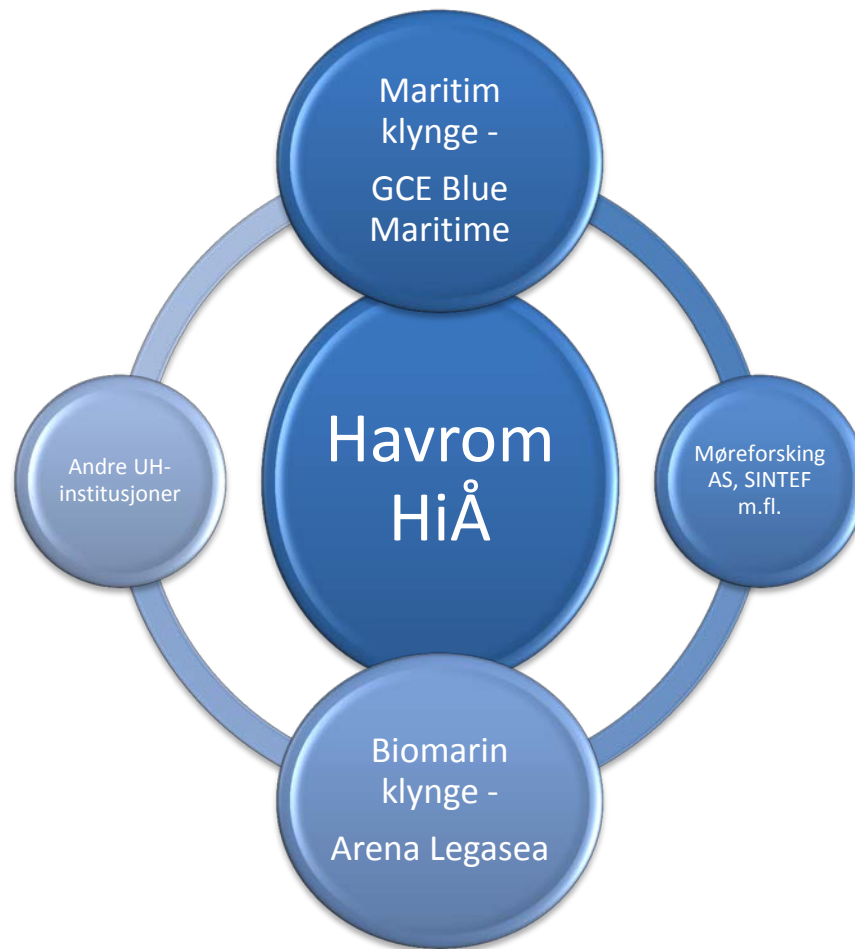 Maritim
klynge -
GCE Blue
Maritime
Havrom
HiÅ
Andre UH-
institusjoner
Møreforsking
AS, SINTEF
m.fl.
Biomarin
klynge -
Arena Legasea